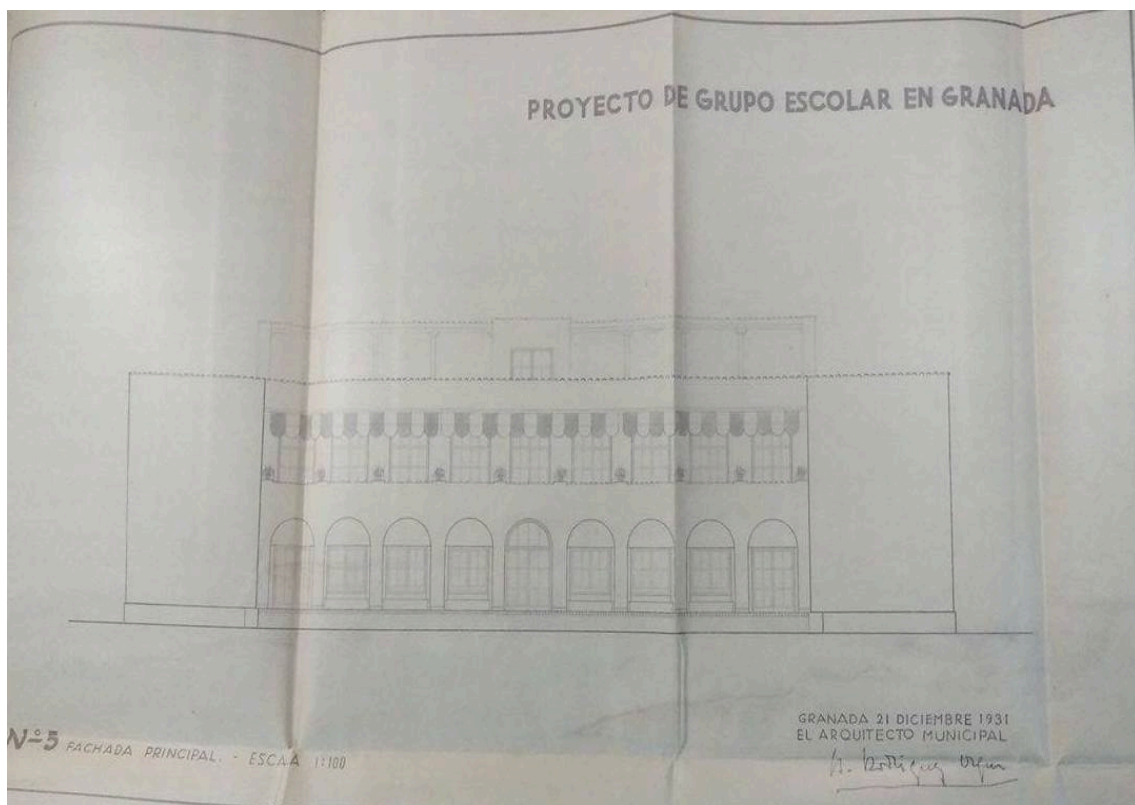 PROYECTO DE GRUPO ESCOLAR EN GRANADA
GRANADA 21 DICIEMBRE 1931
EL ARQUITECTO MUNICIPAL
Nº5 FACHADA PRINCIPAL. - ESCAA 1:100